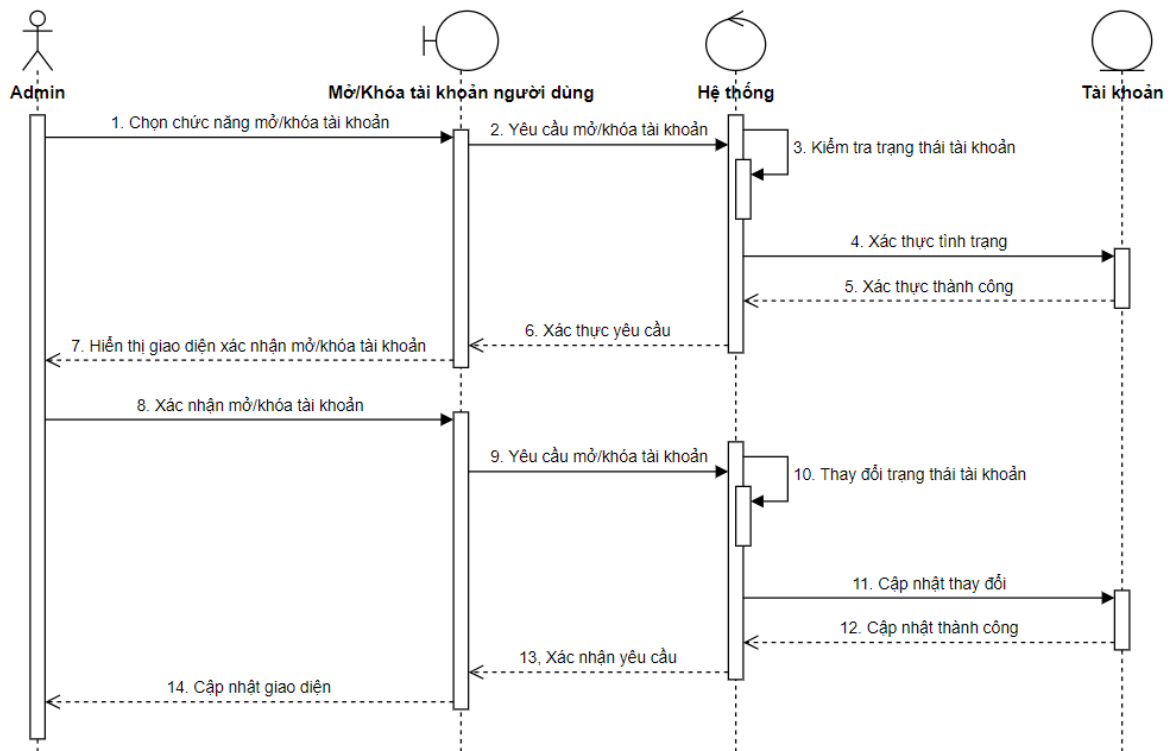 Admin
Mở/Khóa tài khoản người dùng
Hệ thống
Tài khoản
1. Chọn chức năng mở/khóa tài khoản
2. Yêu cầu mở/khóa tài khoản
3. Kiểm tra trạng thái tài khoản
4. Xác thực tình trạng
5. Xác thực thành công
6. Xác thực yêu cầu
7. Hiển thị giao diện xác nhận mở/khóa tài khoản
8. Xác nhận mở/khóa tài khoản
9. Yêu cầu mở/khóa tài khoản
10. Thay đổi trạng thái tài khoản
11. Cập nhật thay đổi
12. Cập nhật thành công
13, Xác nhận yêu cầu
14. Cập nhật giao diện